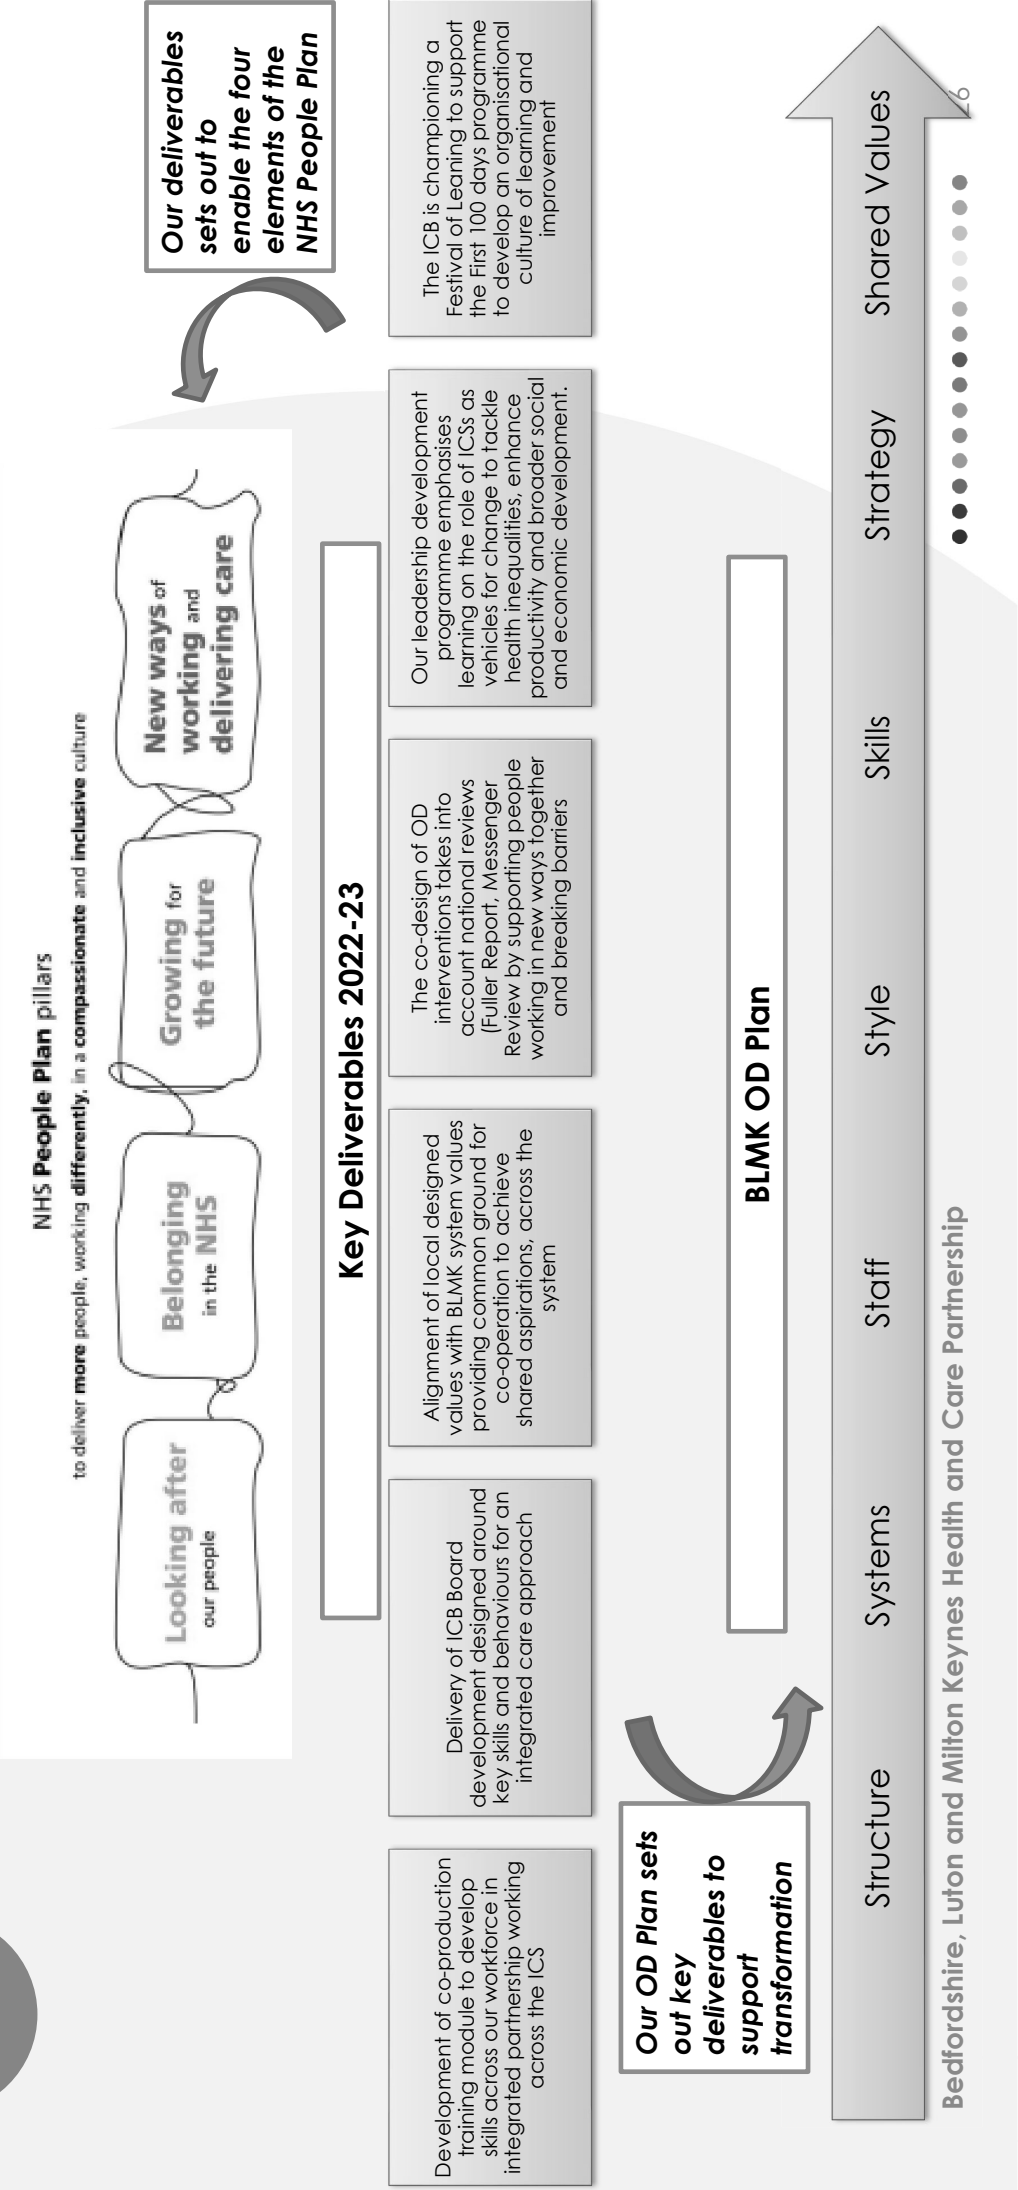 NHS People Plan pillars
to deliver more people, working differently, in a compassionate and inclusive culture
Looking after
our people
Belonging
in the NHS
Growing for
the future
New ways of
working and
delivering care
Our deliverables
sets out to
enable the four
elements of the
NHS People Plan
Key Deliverables 2022-23
Development of co-production
training module to develop
skills across our workforce in
integrated partnership working
across the ICS
Delivery of ICB Board
development designed around
key skills and behaviours for an
integrated care approach
Alignment of local designed
values with BLMK system values
providing common ground for
co-operation to achieve
shared aspirations, across the
system
The co-design of OD
interventions takes into
account national reviews
(Fuller Report, Messenger
Review by supporting people
working in new ways together
and breaking barriers
Our leadership development
programme emphasises
learning on the role of ICSs as
vehicles for change to tackle
health inequalities, enhance
productivity and broader social
and economic development.
The ICB is championing a
Festival of Leaning to support
the First 100 days programme
to develop an organisational
culture of learning and
improvement
Our OD Plan sets
out key
deliverables to
support
transformation
BLMK OD Plan
Structure Systems Staff Style Skills Strategy Shared Values
Bedfordshire, Luton and Milton Keynes Health and Care Partnership
26